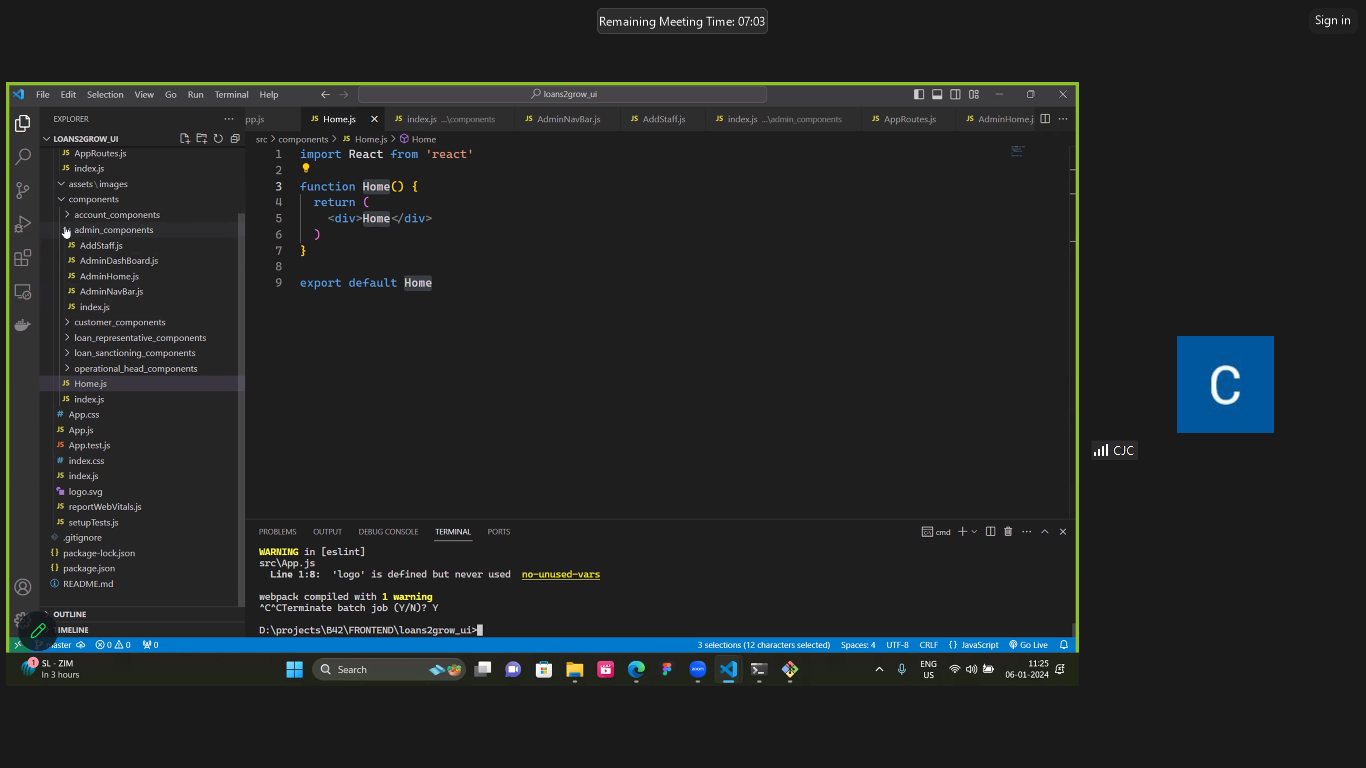 Remaining Meeting Time: 07:03
Sign in
File Edit Selection View Go Run Terminal Help
loans2grow_ui
EXPLORER
LOANS2GROW_UI
AppRoutes.js
index.js
assets \ images
components
account_components
admin_components
AddStaff.js
AdminDashBoard.js
AdminHome.js
AdminNavBar.js
index.js
customer_components
loan_representative_components
loan_sanctioning_components
operational_head_components
Home.js
index.js
App.css
App.js
App.test.js
index.css
index.js
logo.svg
reportWebVitals.js
setupTests.js
.gitignore
package-lock.json
package.json
README.md
OUTLINE
TIMELINE
pp.js
Home.js
index.js ...\components
AdminNavBar.js
AddStaff.js
index.js ...\admin_components
AppRoutes.js
AdminHome.j
src > components > Home.js > Home
1 import React from 'react'
2
3 function Home() {
4 return (
5 <div>Home</div>
6 )
7 }
8
9 export default Home
PROBLEMS OUTPUT DEBUG CONSOLE TERMINAL PORTS
cmd
WARNING in [eslint]
src\App.js
Line 1:8: 'logo' is defined but never used no-unused-vars
webpack compiled with 1 warning
^C^CTerminate batch job (Y/N)? Y
D:\projects\B42\FRONTEND\loans2grow_ui>
0 0 0
3 selections (12 characters selected) Spaces: 4 UTF-8 CRLF {} JavaScript Go Live
C
CJC
1
SL - ZIM
In 3 hours
Search
ENG
US
11:25
06-01-2024